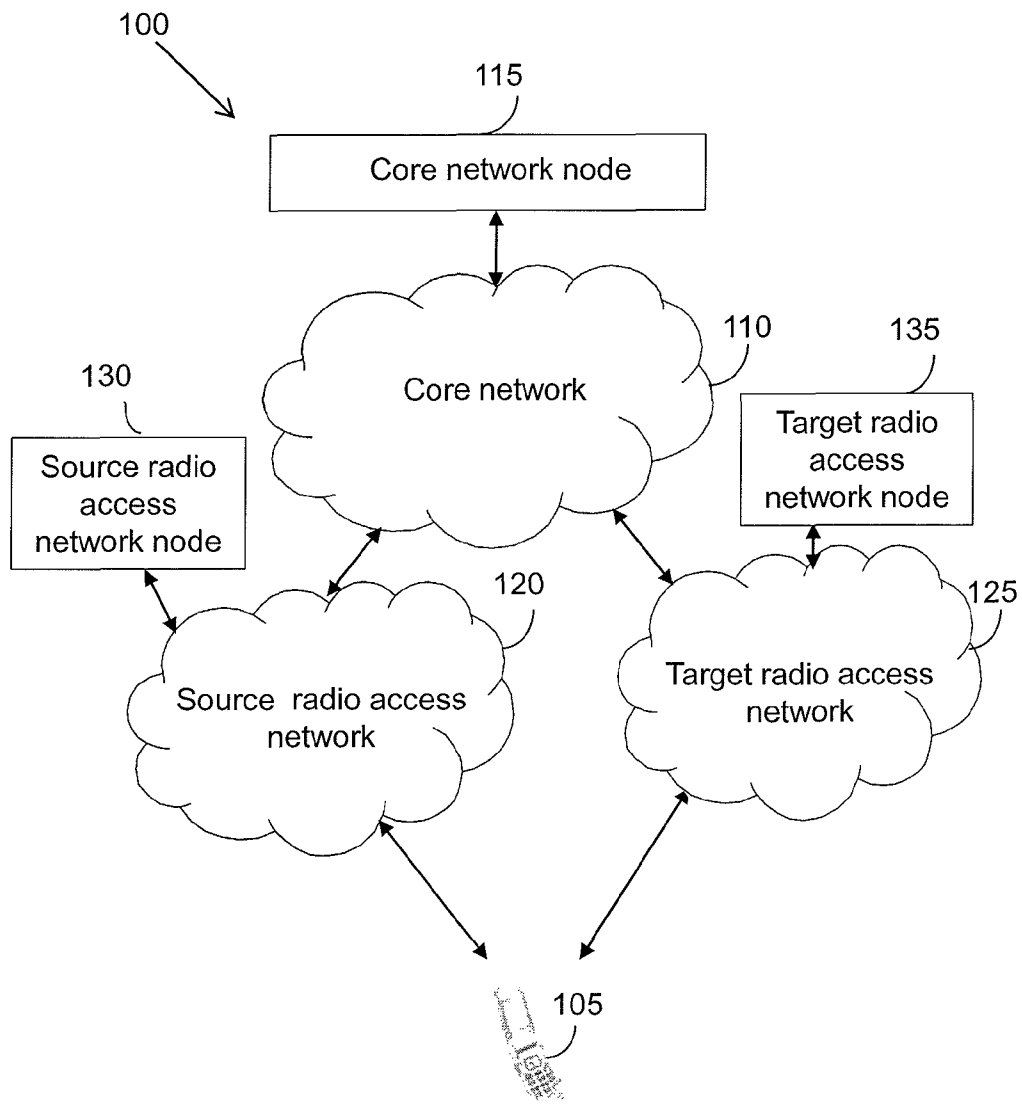 100
115
Core network node
110
135
130
Core network
Target radio
access
network node
Source radio
access
network node
120
125
Source radio access
network
Target radio access
network
105